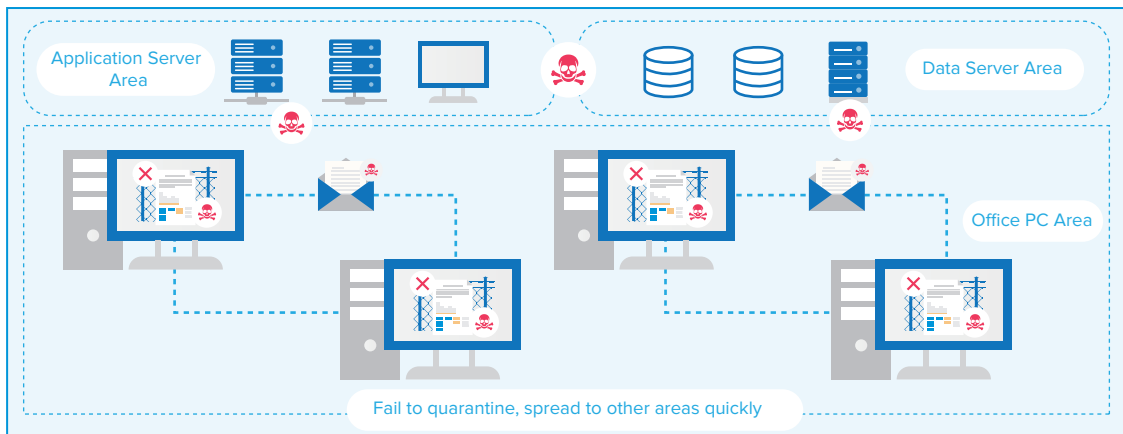 Application Server
Area
Data Server Area
Office PC Area
Fail to quarantine, spread to other areas quickly